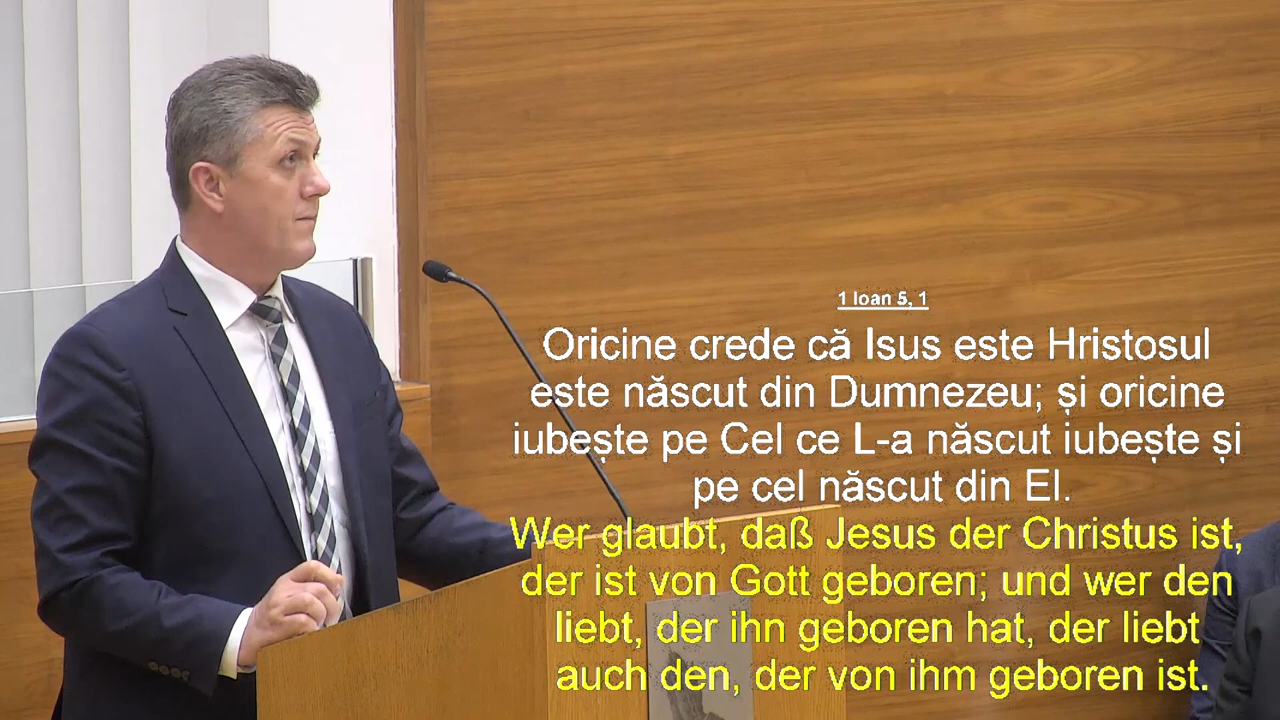 1 Ioan 5, 1
Oricine crede că Isus este Hristosul
este născut din Dumnezeu; și oricine
iubește pe Cel ce L-a născut iubește și
pe cel născut din El.
Wer glaubt, daß Jesus der Christus ist,
der ist von Gott geboren; und wer den
liebt, der ihn geboren hat, der liebt
auch den, der von ihm geboren ist.